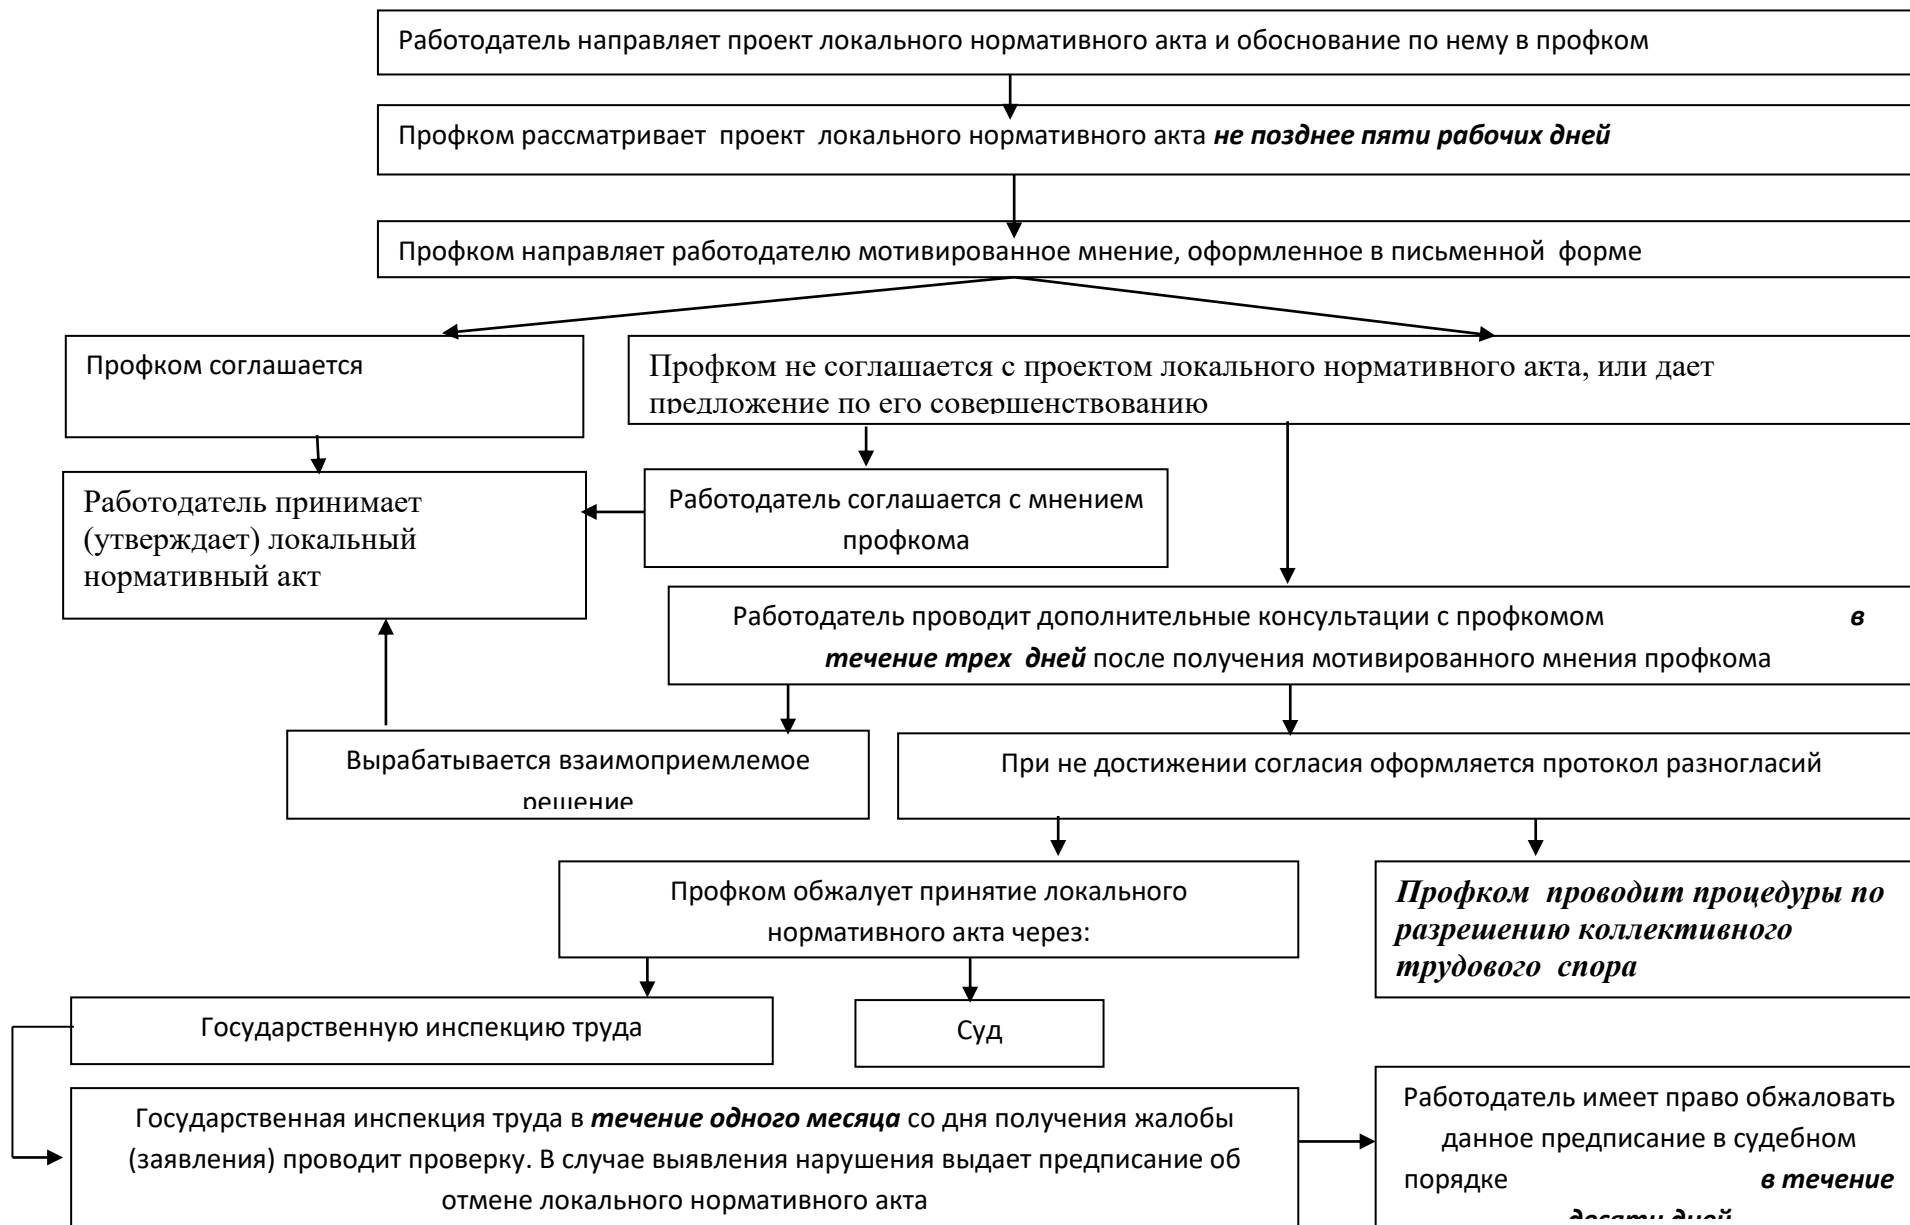 Работодатель направляет проект локального нормативного акта и обоснование по нему в профком
Профком рассматривает проект локального нормативного акта не позднее пяти рабочих дней
Профком направляет работодателю мотивированное мнение, оформленное в письменной форме
Профком соглашается
Профком не соглашается с проектом локального нормативного акта, или дает
предложение по его совершенствованию
Работодатель принимает
(утверждает) локальный
нормативный акт
Работодатель соглашается с мнением
профкома
Работодатель проводит дополнительные консультации с профкомом в
течение трех дней после получения мотивированного мнения профкома
Вырабатывается взаимоприемлемое
решение
При не достижении согласия оформляется протокол разногласий
Профком обжалует принятие локального
нормативного акта через:
Профком проводит процедуры по
разрешению коллективного
трудового спора
Государственную инспекцию труда
Суд
Государственная инспекция труда в течение одного месяца со дня получения жалобы
(заявления) проводит проверку. В случае выявления нарушения выдает предписание об
отмене локального нормативного акта
Работодатель имеет право обжаловать
данное предписание в судебном
порядке в течение
десяти дней